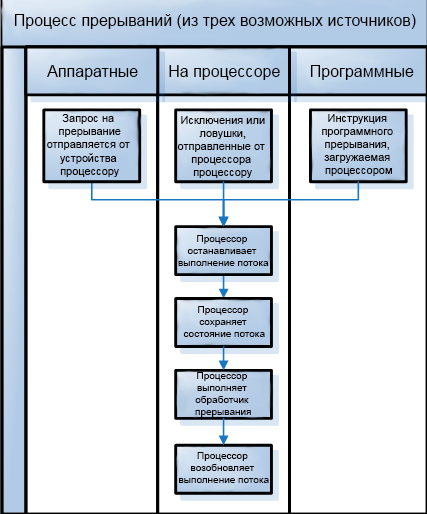 Процесс прерываний (из трех возможных источников)
Аппаратные
На процессоре
Программные
Запрос на
прерывание
отправляется от
устройства
процессору
Исключения или
ловушки,
отправленные от
процессора
процессору
Инструкция
программного
прерывания,
загружаемая
процессором
Процессор
останавливает
выполнение потока
Процессор
сохраняет
состояние потока
Процессор
выполняет
обработчик
прерывания
Процессор
возобновляет
выполнение потока